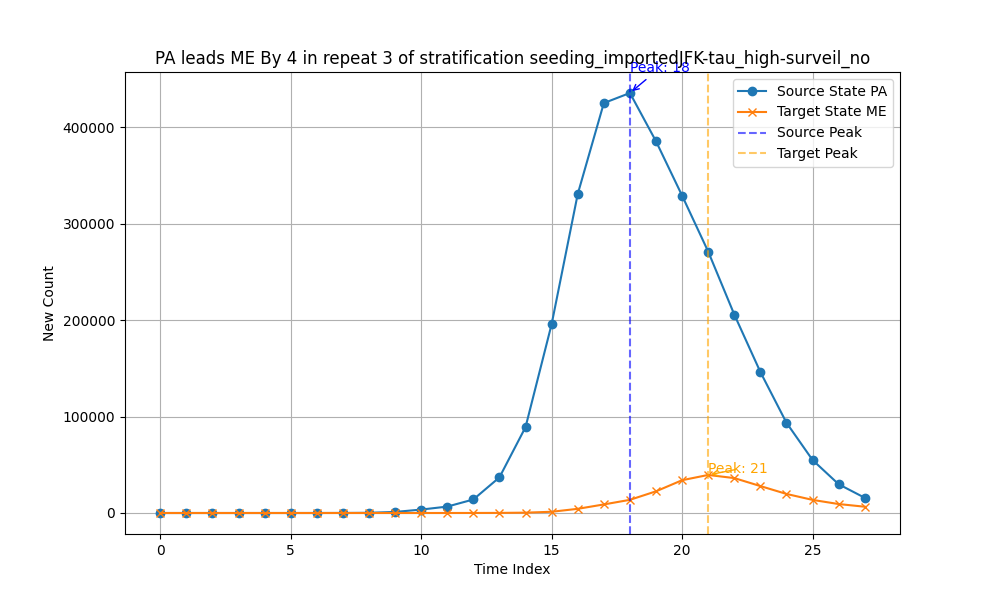 PA leads ME By 4 in repeat 3 of stratification seeding_importedJFK-tau_high-surveil_no
Peak: 18
Source State PA
Target State ME
Source Peak
Target Peak
400000
300000
200000
100000
0
New Count
Peak: 21
0 5 10 15 20 25
Time Index